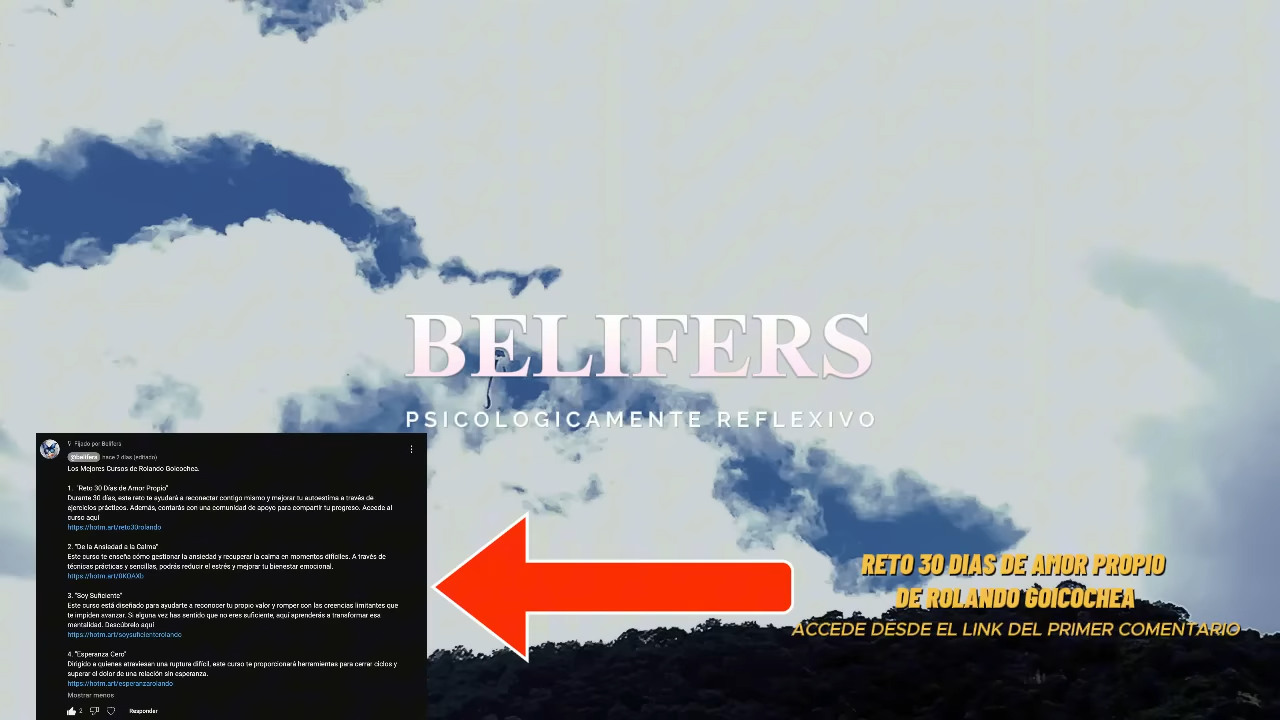 BELIFERS
PSICOLOGICAMENTE REFLEXIVO
Fijado por Belifers
@belifers hace 2 días (editado)
Los Mejores Cursos de Rolando Goicochea.
1. "Reto 30 Días de Amor Propio"
Durante 30 días, este reto te ayudará a reconectar contigo mismo y mejorar tu autoestima a través de
ejercicios prácticos. Además, contarás con una comunidad de apoyo para compartir tu progreso. Accede al
curso aquí
https://hotm.art/reto30rolando
2. "De la Ansiedad a la Calma"
Este curso te enseña cómo gestionar la ansiedad y recuperar la calma en momentos difíciles. A través de
técnicas prácticas y sencillas, podrás reducir el estrés y mejorar tu bienestar emocional.
https://hotm.art/0KOAXb
3. "Soy Suficiente"
Este curso está diseñado para ayudarte a reconocer tu propio valor y romper con las creencias limitantes que
te impiden avanzar. Si alguna vez has sentido que no eres suficiente, aquí aprenderás a transformar esa
mentalidad. Descúbrelo aquí
https://hotm.art/soysuficienterolando
4. "Esperanza Cero"
Dirigido a quienes atraviesan una ruptura difícil, este curso te proporcionará herramientas para cerrar ciclos y
superar el dolor de una relación sin esperanza.
https://hotm.art/esperanzarolando
Mostrar menos
2 Responder
RETO 30 DIAS DE AMOR PROPIO
DE ROLANDO GOICOCHEA
ACCEDE DESDE EL LINK DEL PRIMER COMENTARIO